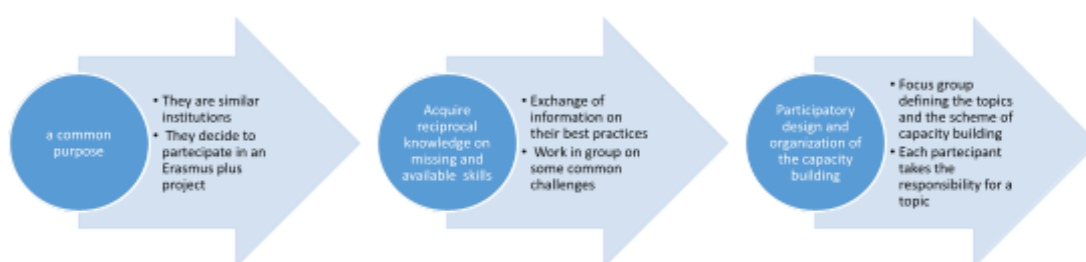 a common
purpose
• They are similar
institutions
• They decide to
partecipate in an
Erasmus plus
project
Acquire
reciprocal
knowledge on
missing and
available skills
• Exchange of
information on
their best practices
• Work in group on
some common
challenges
Participatory
design and
organization of
the capacity
building
• Focus group
defining the topics
and the scheme of
capacity building
• Each partecipant
takes the
responsibility for a
topic